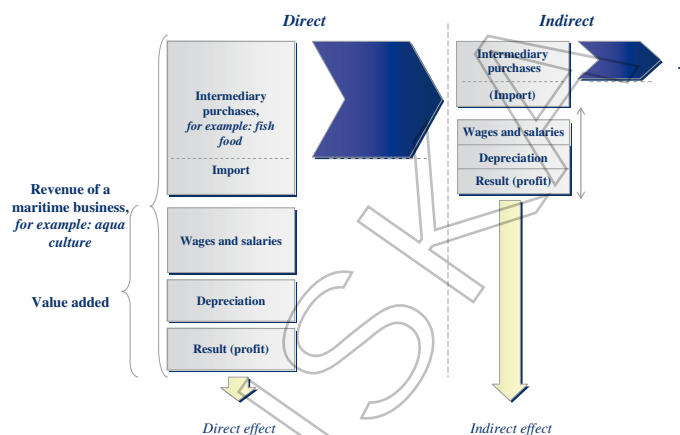 Direct
Indirect
Intermediary
purchases,
for example: fish
food
Import
Wages and salaries
Depreciation
Result (profit)
Revenue of a
maritime business,
for example: aqua
culture
Value added
Direct effect
Intermediary
purchases
(Import)
Wages and salaries
Depreciation
Result (profit)
Indirect effect